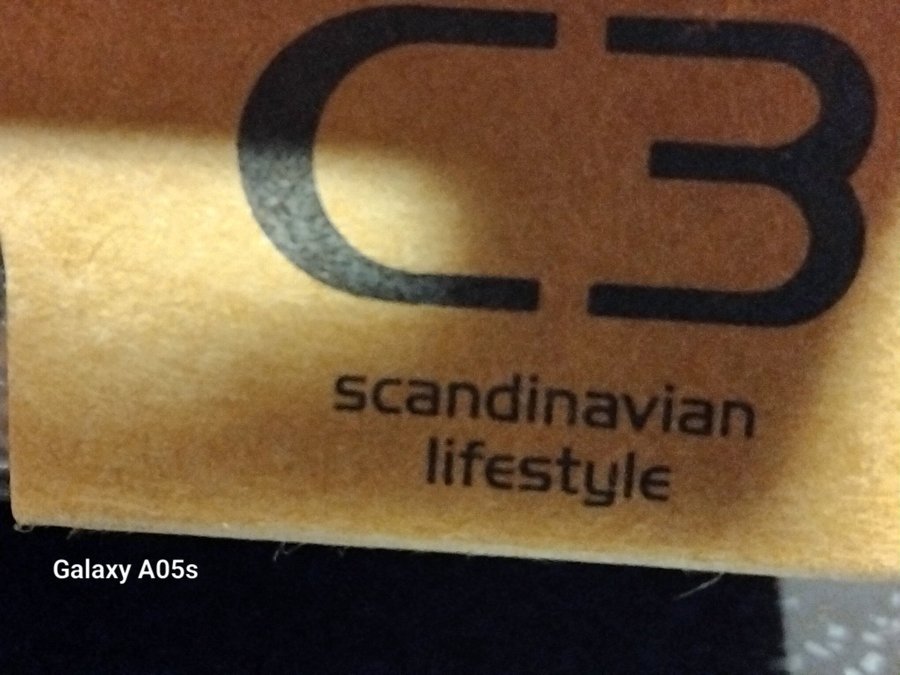 C3
scandinavian
lifestyle
Galaxy A05s